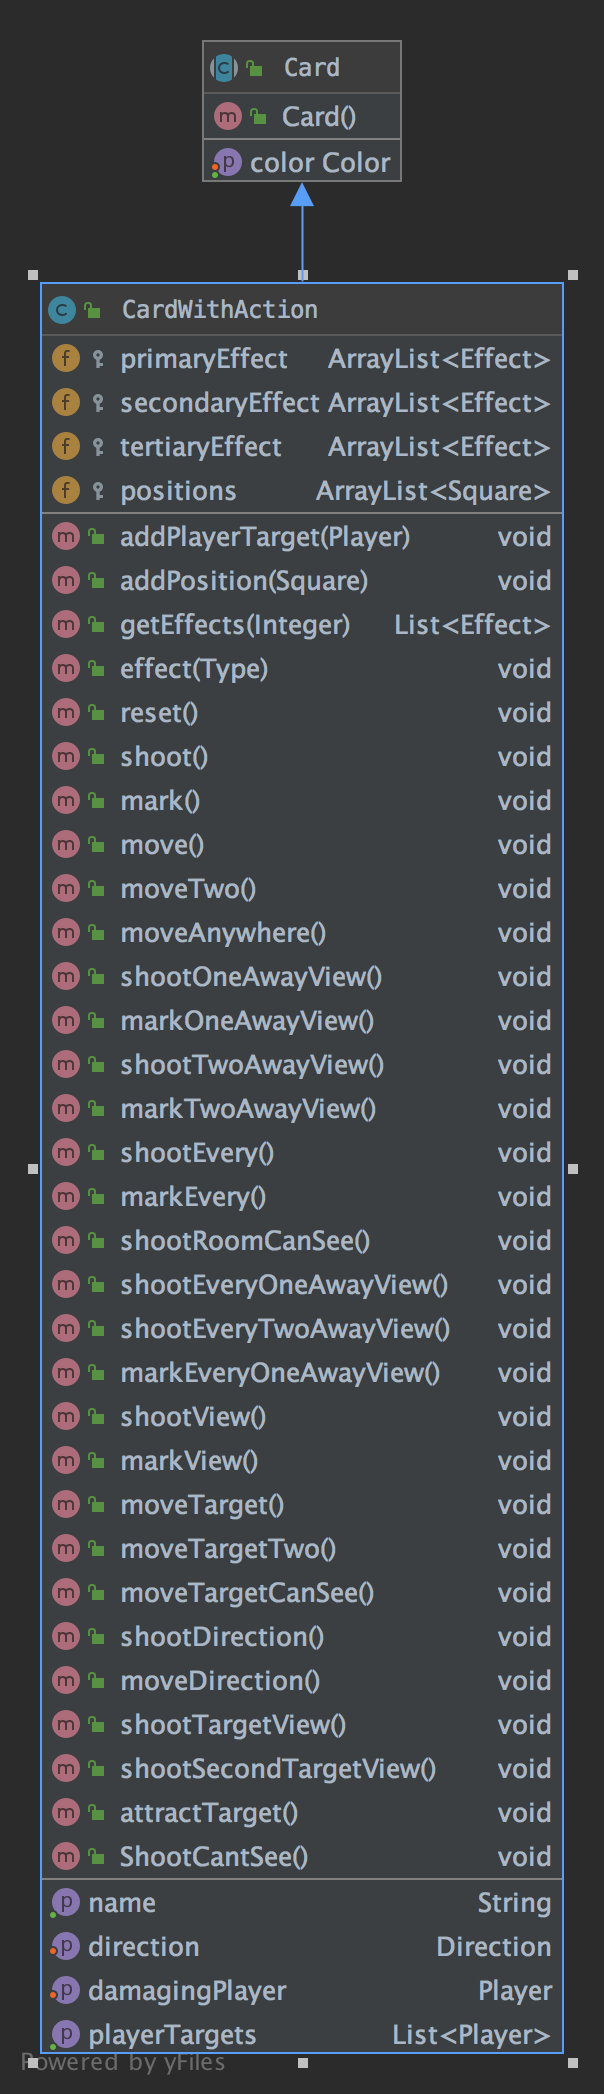 Card
Card()
color Color
CardWithAction
primaryEffect ArrayList<Effect>
secondaryEffect ArrayList<Effect>
tertiaryEffect ArrayList<Effect>
positions ArrayList<Square>
addPlayerTarget(Player) void
addPosition(Square) void
getEffects(Integer) List<Effect>
effect(Type) void
reset() void
shoot() void
mark() void
move() void
moveTwo() void
moveAnywhere() void
shootOneAwayView() void
markOneAwayView() void
shootTwoAwayView() void
markTwoAwayView() void
shootEvery() void
markEvery() void
shootRoomCanSee() void
shootEveryOneAwayView() void
shootEveryTwoAwayView() void
markEveryOneAwayView() void
shootView() void
markView() void
moveTarget() void
moveTargetTwo() void
moveTargetCanSee() void
shootDirection() void
moveDirection() void
shootTargetView() void
shootSecondTargetView() void
attractTarget() void
ShootCantSee() void
name String
direction Direction
damagingPlayer Player
playerTargets List<Player>
Powered by yFiles